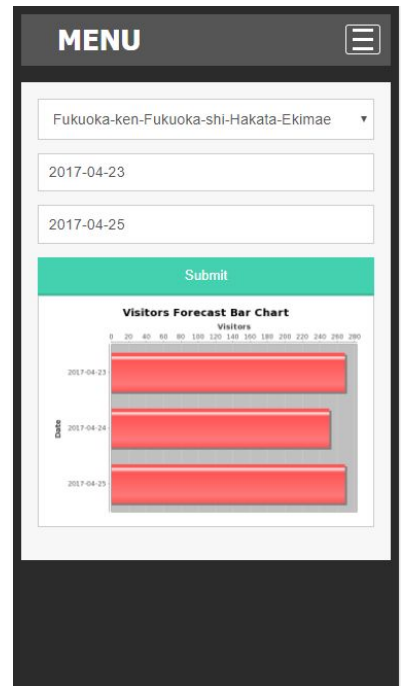 MENU
Fukuoka-ken-Fukuoka-shi-Hakata-Ekimae
2017-04-23
2017-04-25
Submit
Visitors Forecast Bar Chart
Visitors
0 20 40 60 80 100 120 140 160 180 200 220 240 260 280
Date
2017-04-23
2017-04-24
2017-04-25